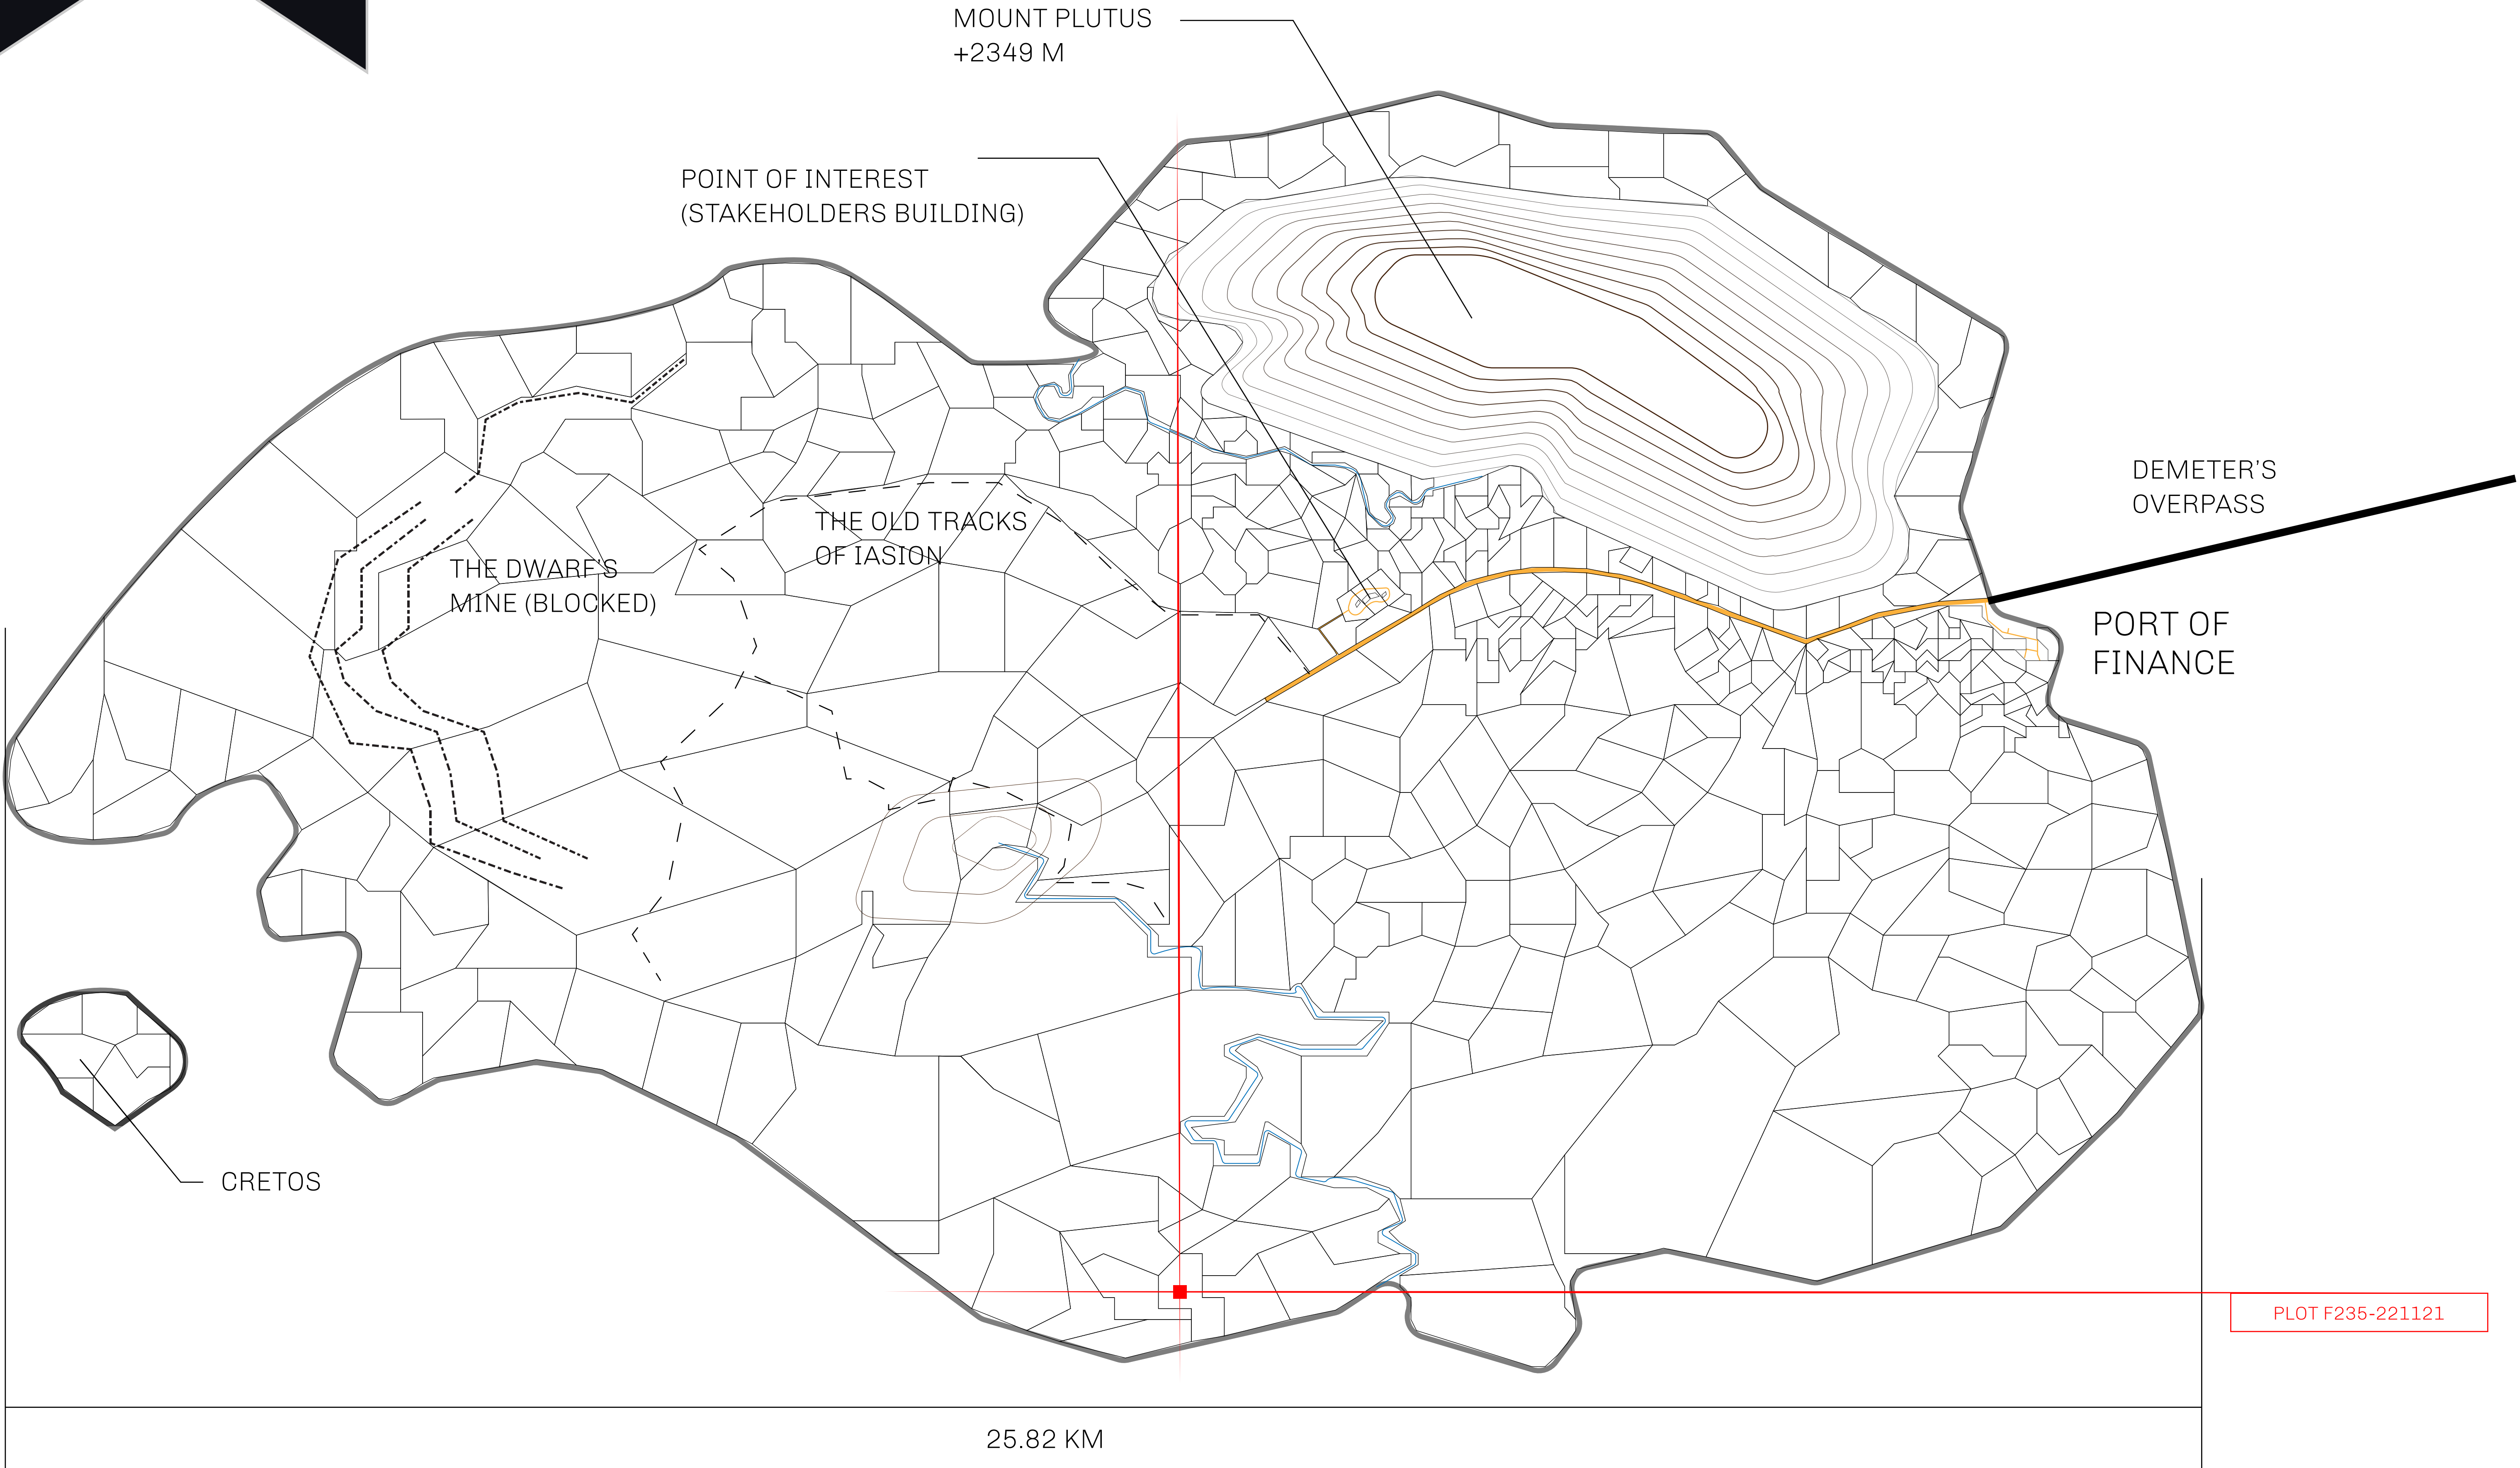 MOUNT PLUTUS
+2349 M
POINT OF INTEREST
(STAKEHOLDERS BUILDING)
DEMETER'S
OVERPASS
THE OLD TRACKS
OF IASION
THE DWARF'S
MINE (BLOCKED)
PORT OF
FINANCE
CRETOS
PLOT F235-221121
25.82 KM